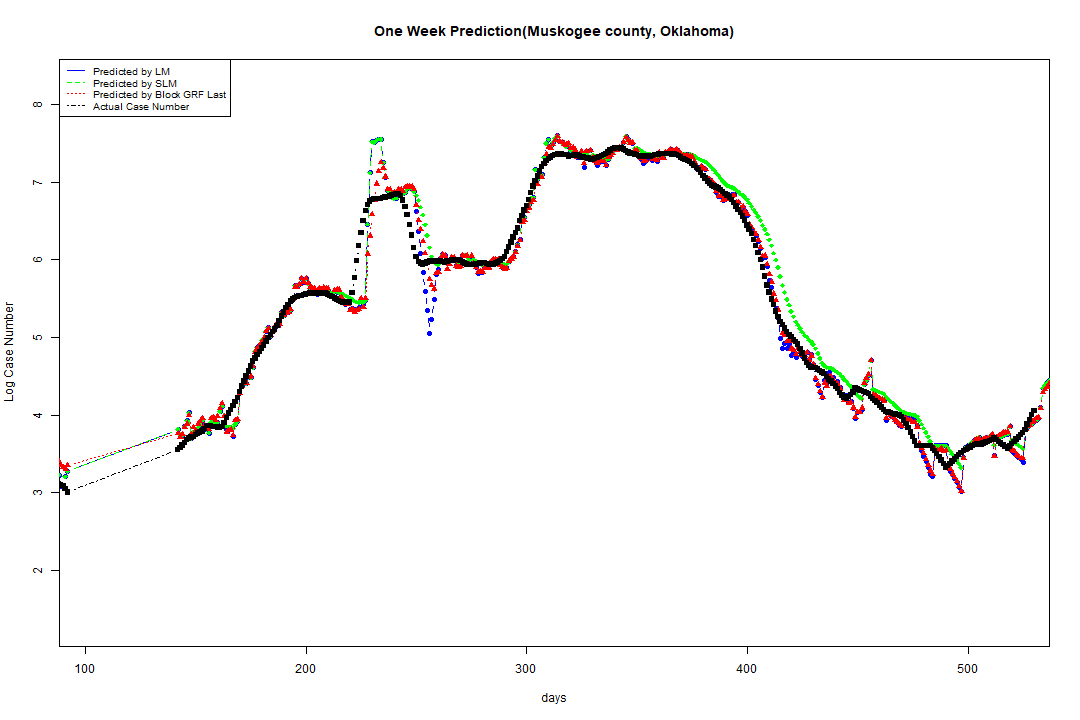 One Week Prediction(Muskogee county, Oklahoma)
Predicted by LM
Predicted by SLM
Predicted by Block GRF Last
Actual Case Number
8
7
6
5
4
3
2
Log Case Number
100 200 300 400 500
days